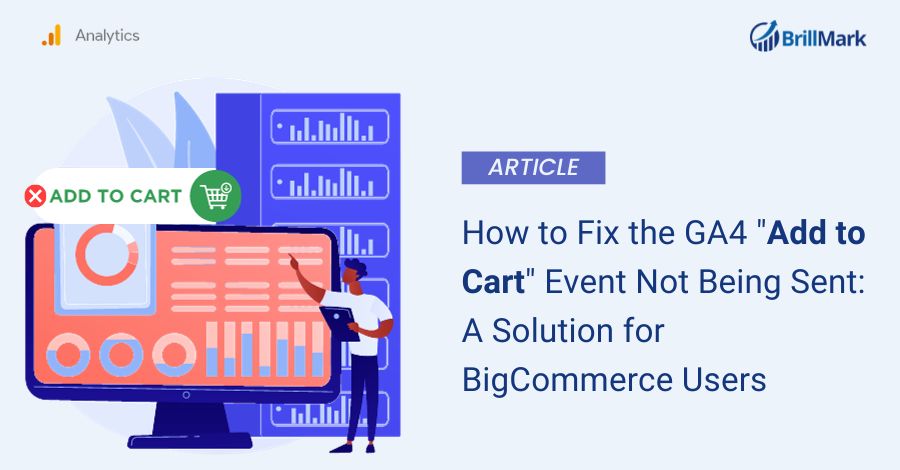 Analytics
BrillMark
ADD TO CART
ARTICLE
How to Fix the GA4 "Add to
Cart" Event Not Being Sent:
A Solution for
BigCommerce Users